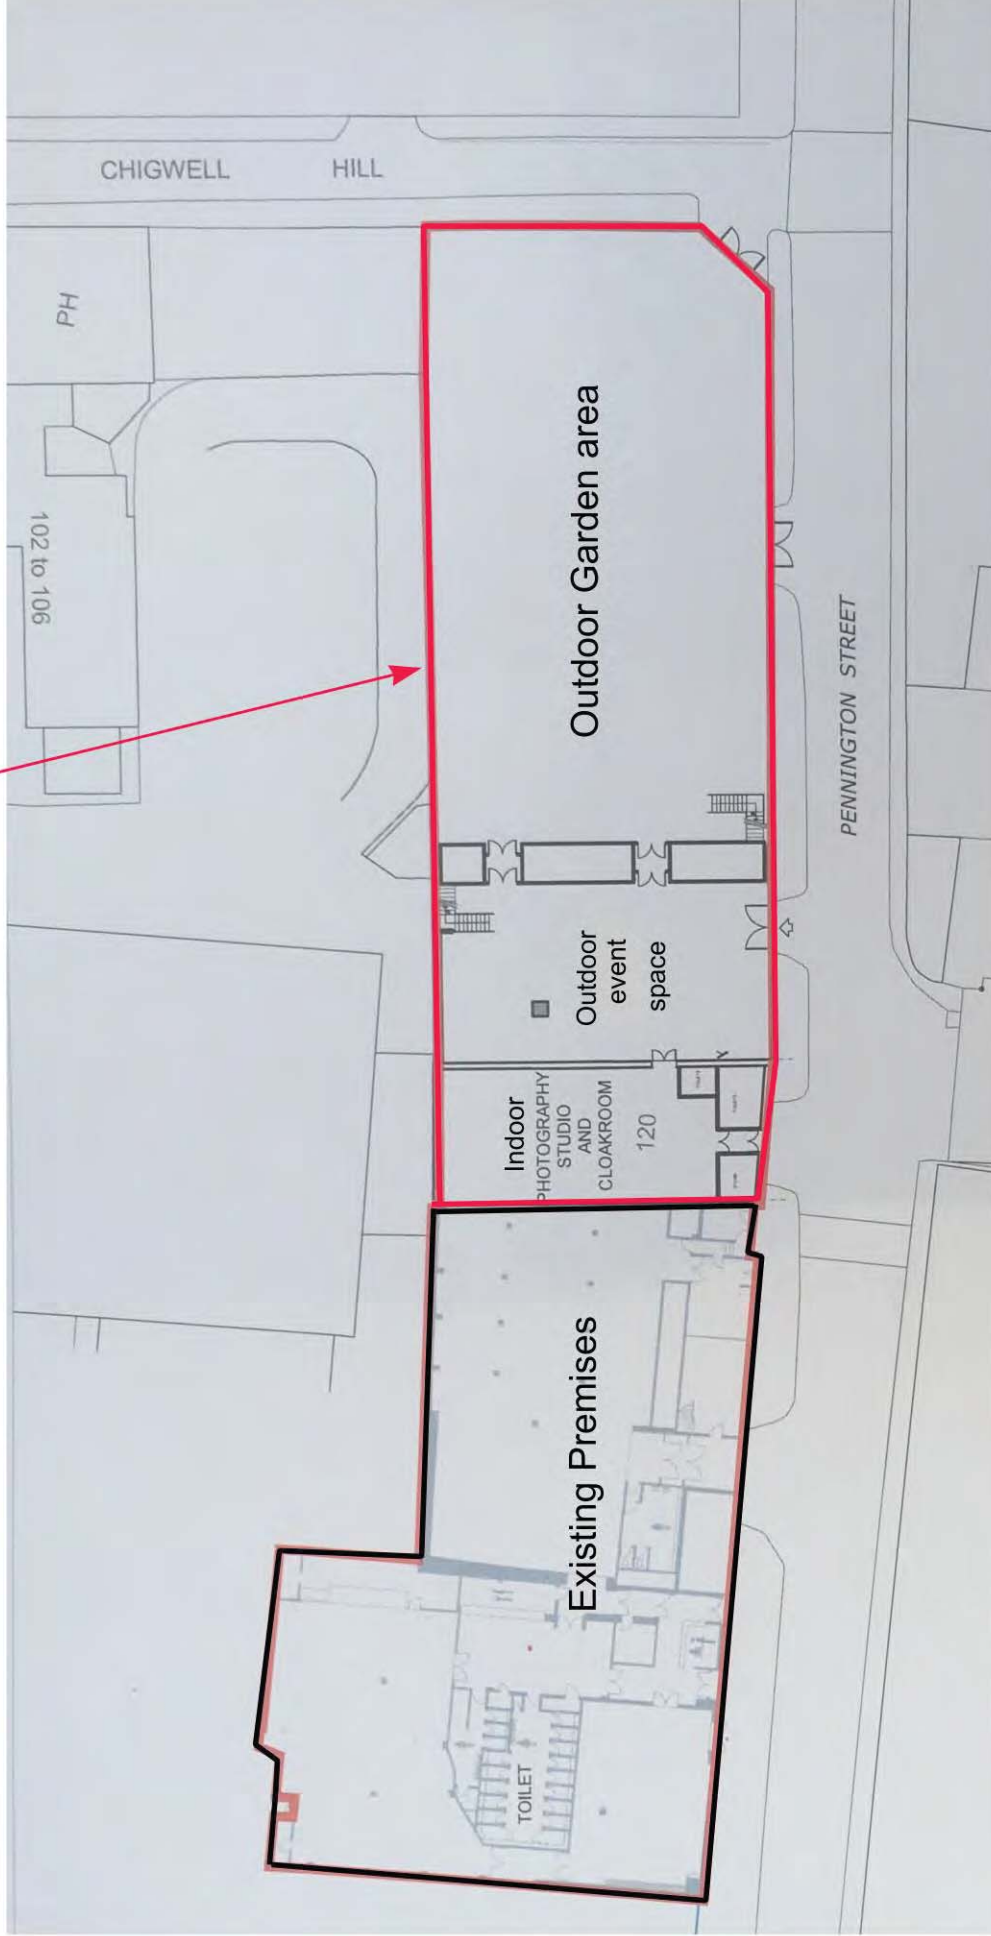 CHIGWELL HILL
PH
102 to 106
Outdoor Garden area
PENNINGTON STREET
Outdoor
event
space
Indoor
PHOTOGRAPHY
STUDIO
AND
CLOAKROOM
120
Existing Premises
TOILET